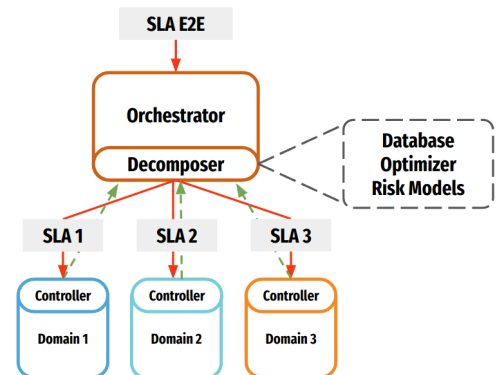 SLA E2E
Orchestrator
Decomposer
Database
Optimizer
Risk Models
SLA 1
SLA 2
SLA 3
Controller
Controller
Controller
Domain 1
Domain 2
Domain 3